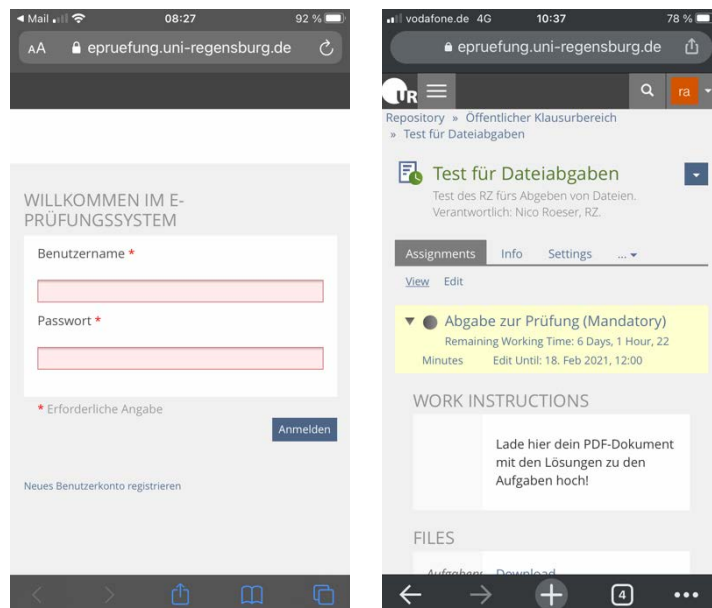 Mail
08:27
92 %
AA epruefung.uni-regensburg.de
WILLKOMMEN IM E-
PRÜFUNGSSYSTEM
Benutzername *
Passwort *
* Erforderliche Angabe
Anmelden
Neues Benutzerkonto registrieren
vodafone.de 4G
10:37
78 %
epruefung.uni-regensburg.de
UR
ra
Repository » Öffentlicher Klausurbereich
» Test für Dateiabgaben
Test für Dateiabgaben
Test des RZ fürs Abgeben von Dateien.
Verantwortlich: Nico Roeser, RZ.
Assignments Info Settings ...
View Edit
Abgabe zur Prüfung (Mandatory)
Remaining Working Time: 6 Days, 1 Hour, 22
Minutes Edit Until: 18. Feb 2021, 12:00
WORK INSTRUCTIONS
Lade hier dein PDF-Dokument
mit den Lösungen zu den
Aufgaben hoch!
FILES
Download
4